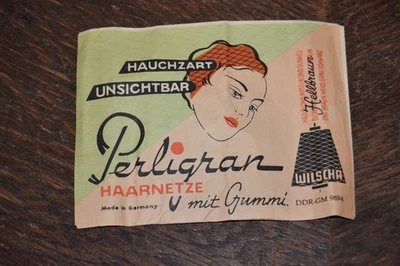 HAUCHZART
UNSICHTBAR
Perligran
HAARNETZE
mit Gummi
Made in Germany
Hellbraun
WILSCHA
DDR-GM 9694